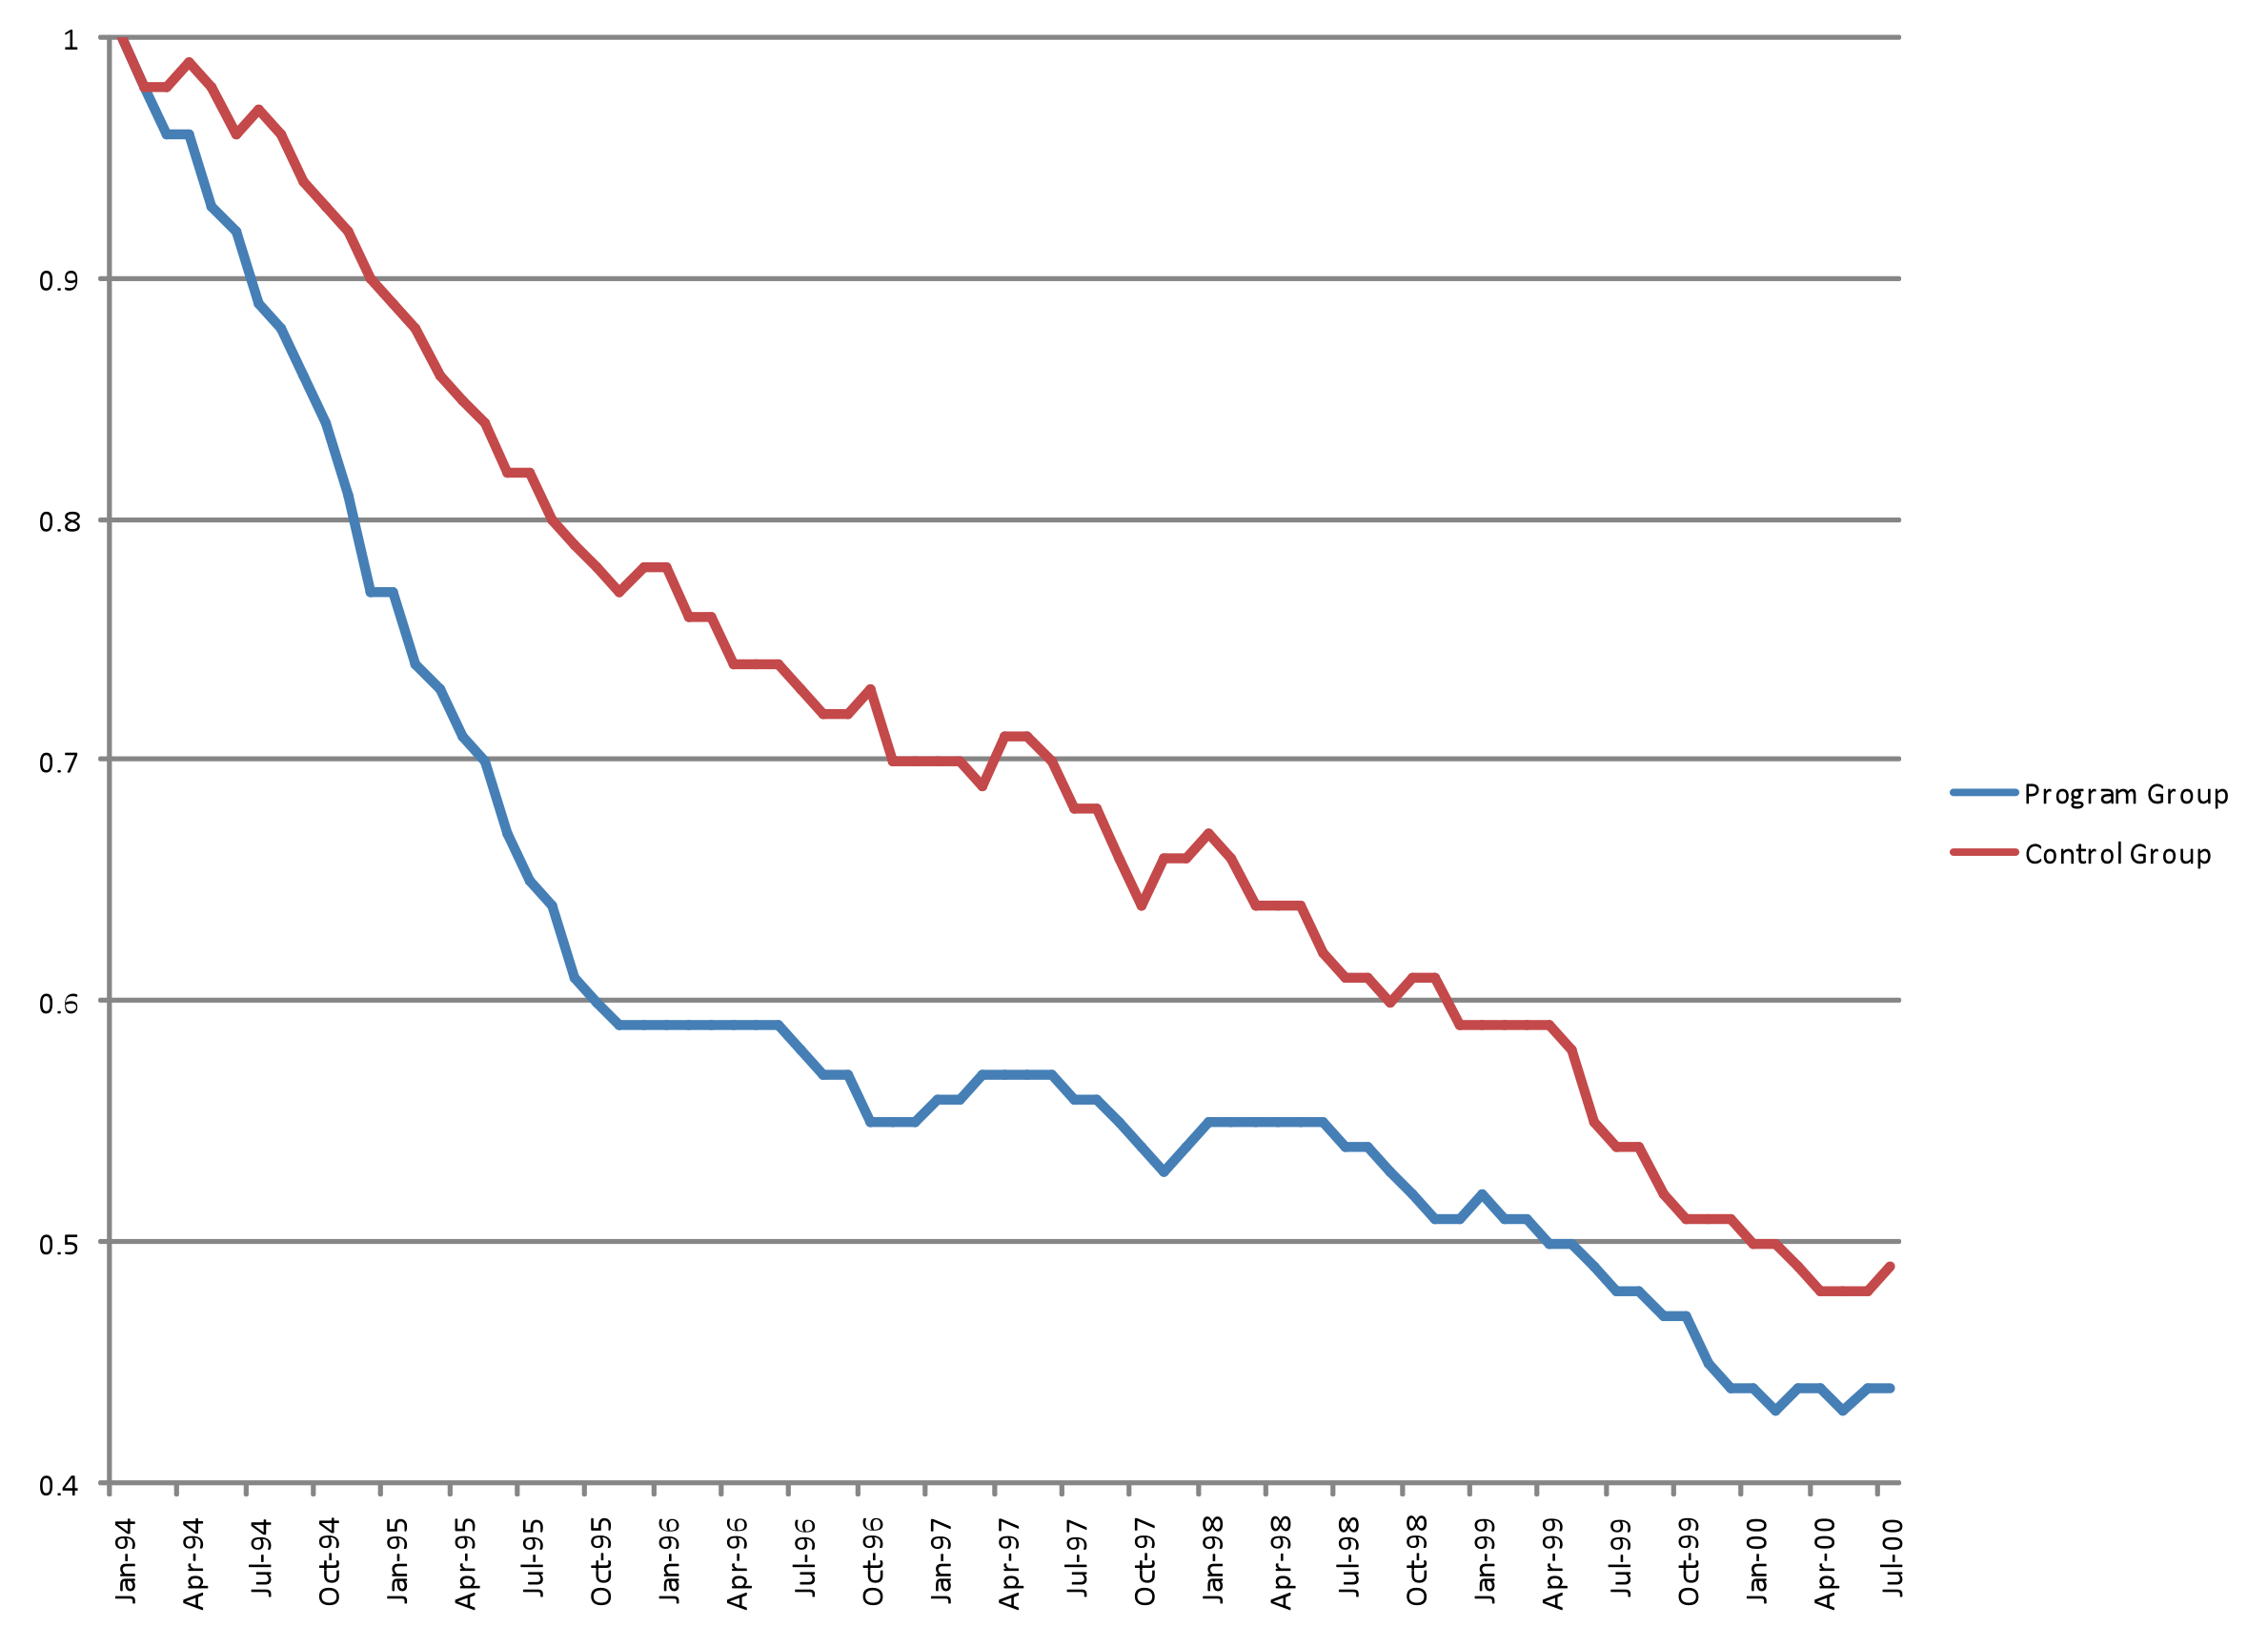 1
0.9
0.8
0.7
0.6
0.5
0.4
Program Group
Control Group
Jan-94
Apr-94
Jul-94
Oct-94
Jan-95
Apr-95
Jul-95
Oct-95
Jan-96
Apr-96
Jul-96
Oct-96
Jan-97
Apr-97
Jul-97
Oct-97
Jan-98
Apr-98
Jul-98
Oct-98
Jan-99
Apr-99
Jul-99
Oct-99
Jan-00
Apr-00
Jul-00